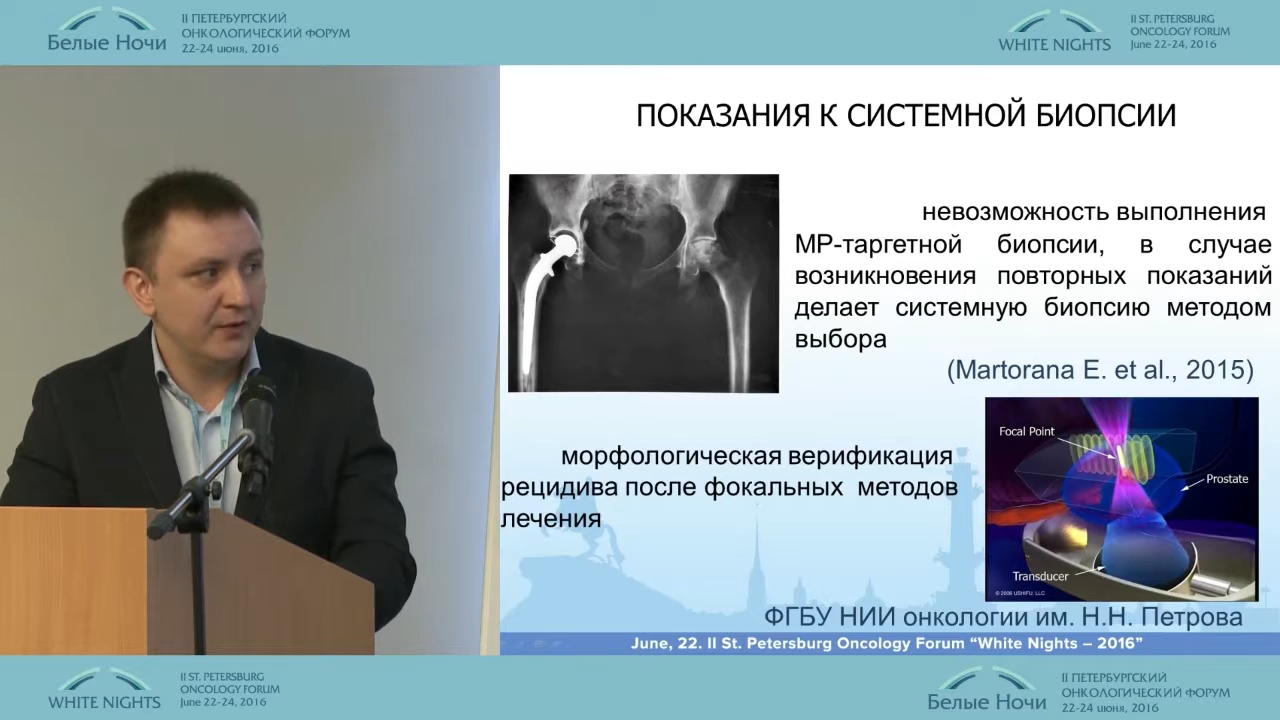 Белые Ночи
II ПЕТЕРБУРГСКИЙ
ОНКОЛОГИЧЕСКИЙ ФОРУМ
22-24 июня, 2016
WHITE NIGHTS
II ST. PETERSBURG
ONCOLOGY FORUM
June 22-24, 2016
ПОКАЗАНИЯ К СИСТЕМНОЙ БИОПСИИ
невозможность выполнения
МР-таргетной биопсии, в случае
возникновения повторных показаний
делает системную биопсию методом
выбора
(Martorana E. et al., 2015)
морфологическая верификация
рецидива после фокальных методов
лечения
Focal Point
Prostate
Transducer
© 2008 USHIFU, LLC
ФГБУ НИИ онкологии им. Н.Н. Петрова
June, 22. II St. Petersburg Oncology Forum “White Nights – 2016”
WHITE NIGHTS
II ST. PETERSBURG
ONCOLOGY FORUM
June 22-24, 2016
Белые Ночи
II ПЕТЕРБУРГСКИЙ
ОНКОЛОГИЧЕСКИЙ ФОРУМ
22-24 июня, 2016